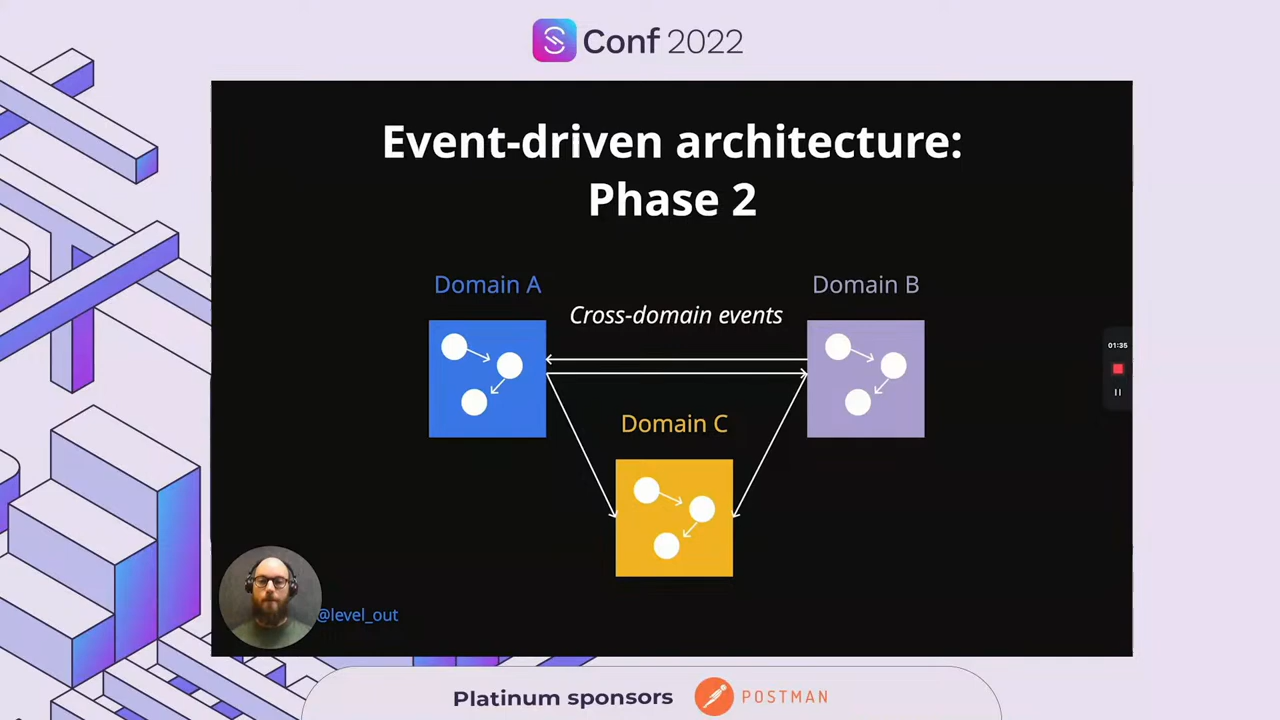 Conf 2022
Event-driven architecture:
Phase 2
Domain A
Domain B
Cross-domain events
01:35
Domain C
@level_out
Platinum sponsors
POSTMAN